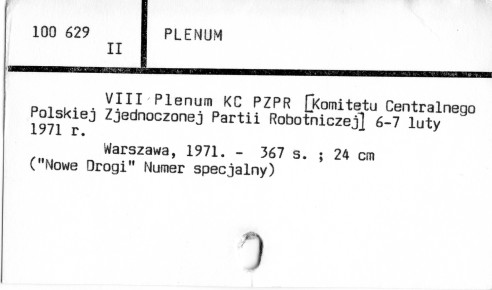 100 629
II
PLENUM
VIII Plenum KC PZPR [Komitetu Centralnego
Polskiej Zjednoczonej Partii Robotniczej] 6-7 luty
1971 r.
Warszawa, 1971. - 367 s. ; 24 cm
("Nowe Drogi" Numer specjalny)